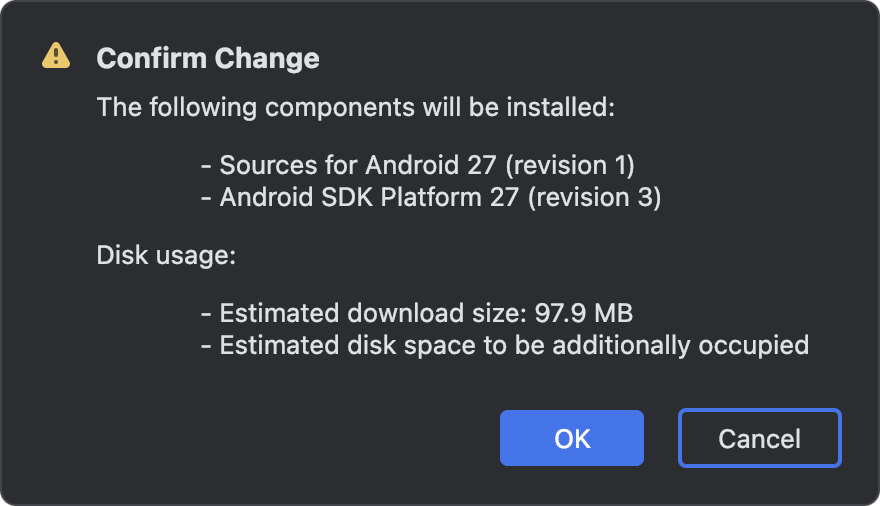 Confirm Change
The following components will be installed:
- Sources for Android 27 (revision 1)
- Android SDK Platform 27 (revision 3)
Disk usage:
- Estimated download size: 97.9 MB
- Estimated disk space to be additionally occupied
OK
Cancel